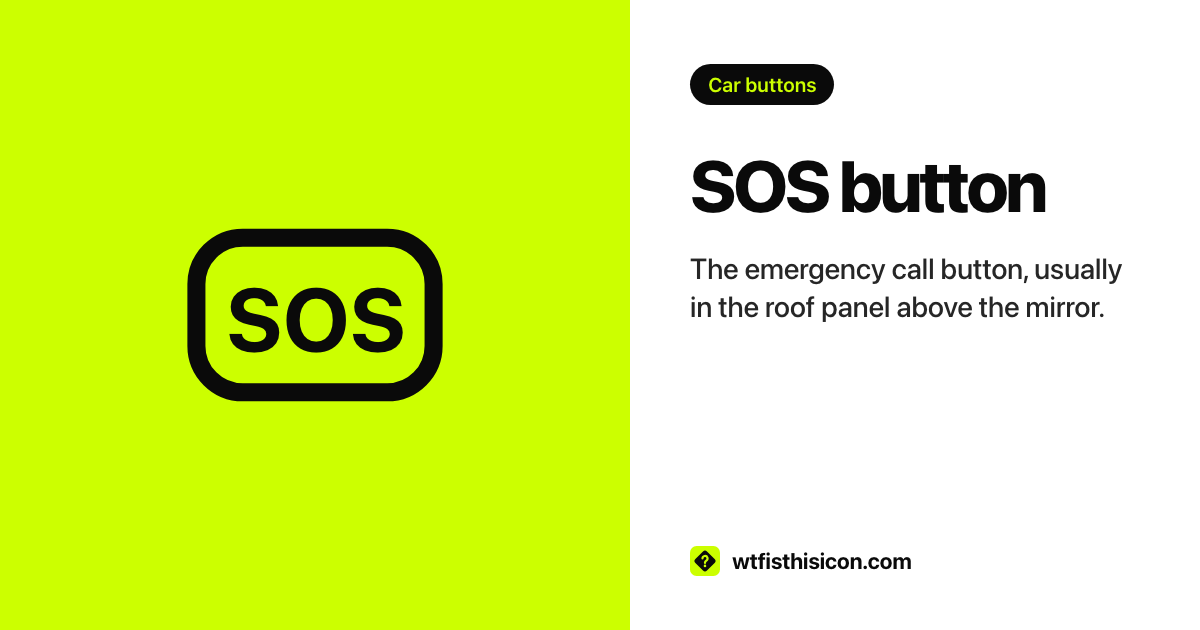 SOS
Car buttons
SOS button
The emergency call button, usually
in the roof panel above the mirror.
?
wtfisthisicon.com